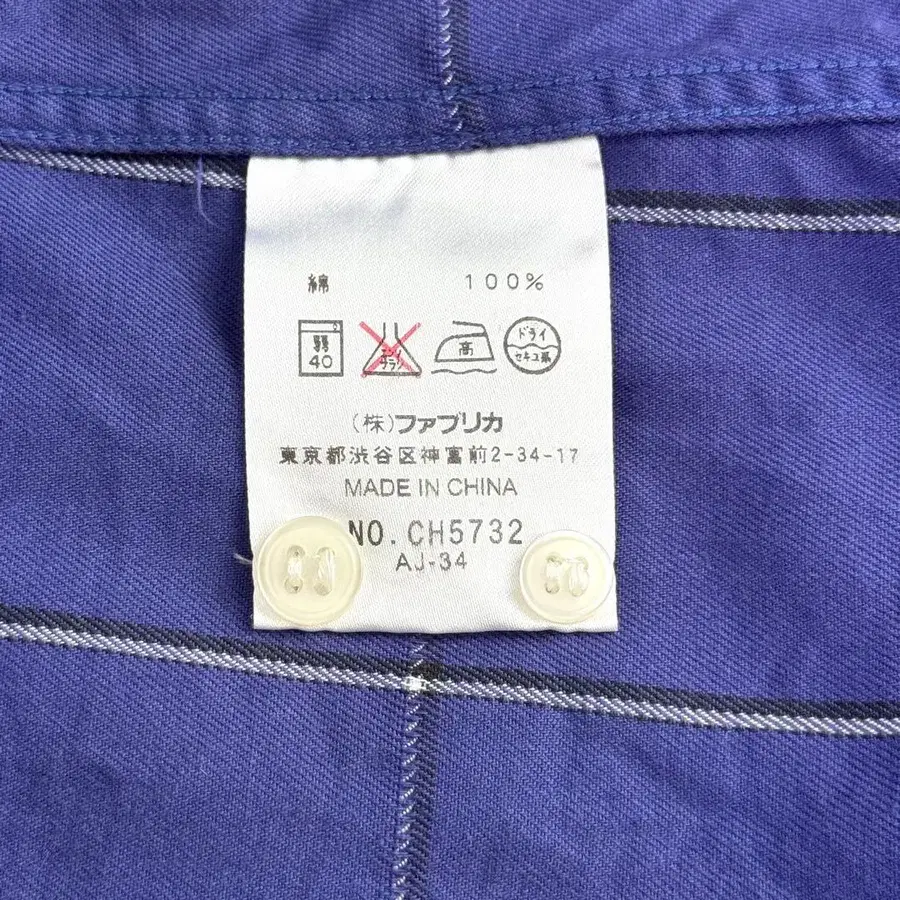 綿 100%
弱 40 エンソ サラシ 高 ドライ セキユ系
(株)ファブリカ
東京都渋谷区神宮前2-34-17
MADE IN CHINA
NO. CH5732
AJ-34